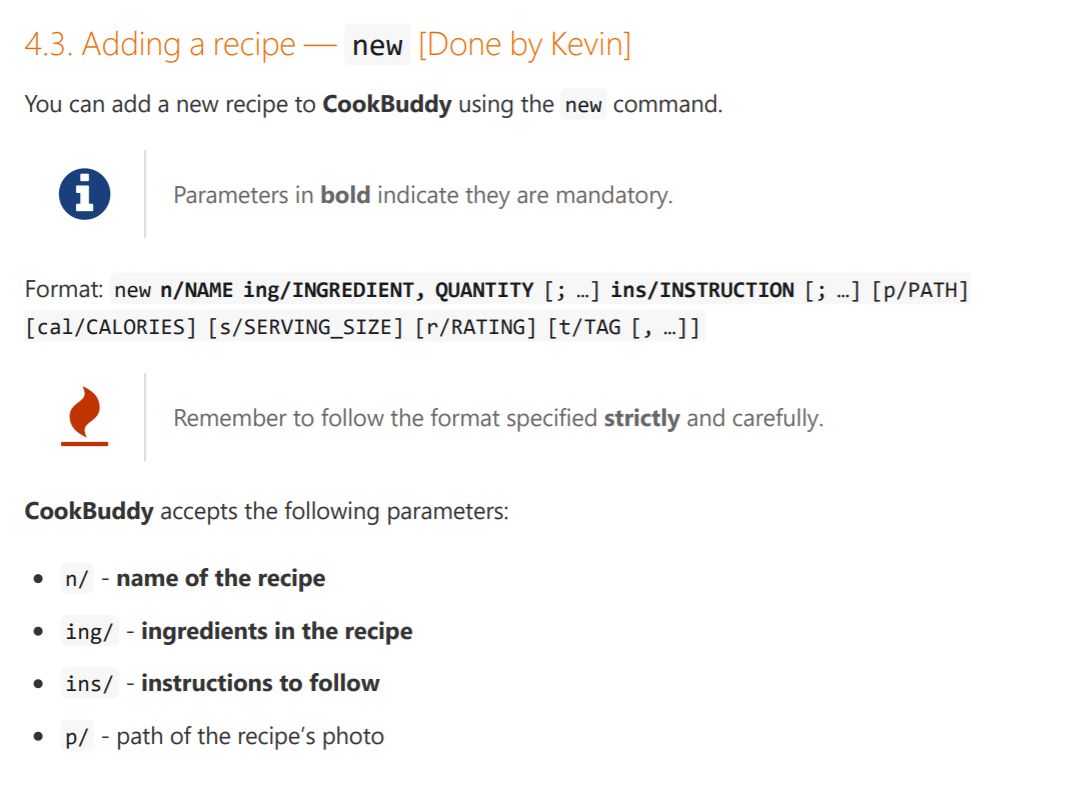 4.3. Adding a recipe — new [Done by Kevin]
You can add a new recipe to CookBuddy using the new command.
Parameters in bold indicate they are mandatory.
Format: new n/NAME ing/INGREDIENT, QUANTITY [; …] ins/INSTRUCTION [; …] [p/PATH]
[cal/CALORIES] [s/SERVING_SIZE] [r/RATING] [t/TAG [, …]]
Remember to follow the format specified strictly and carefully.
CookBuddy accepts the following parameters:
• n/ - name of the recipe
• ing/ - ingredients in the recipe
• ins/ - instructions to follow
• p/ - path of the recipe’s photo